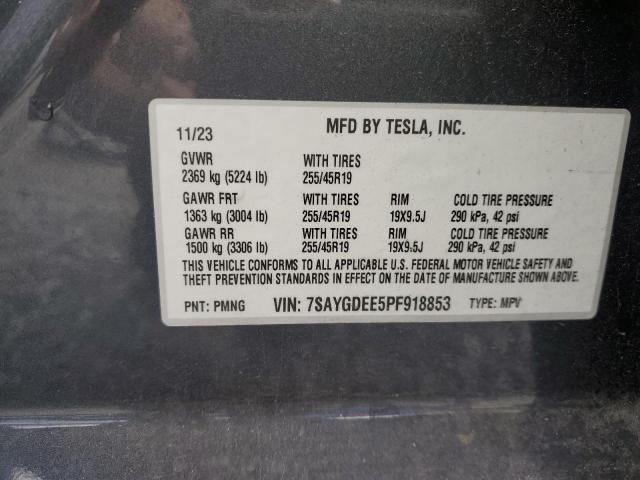 11/23 MFD BY TESLA, INC.
GVWR WITH TIRES
2369 kg (5224 lb) 255/45R19
GAWR FRT WITH TIRES RIM COLD TIRE PRESSURE
1363 kg (3004 lb) 255/45R19 19X9.5J 290 kPa, 42 psi
GAWR RR WITH TIRES RIM COLD TIRE PRESSURE
1500 kg (3306 lb) 255/45R19 19X9.5J 290 kPa, 42 psi
THIS VEHICLE CONFORMS TO ALL APPLICABLE U.S. FEDERAL MOTOR VEHICLE SAFETY AND
THEFT PREVENTION STANDARDS IN EFFECT ON THE DATE OF MANUFACTURE SHOWN ABOVE.
PNT: PMNG VIN: 7SAYGDEE5PF918853 TYPE: MPV